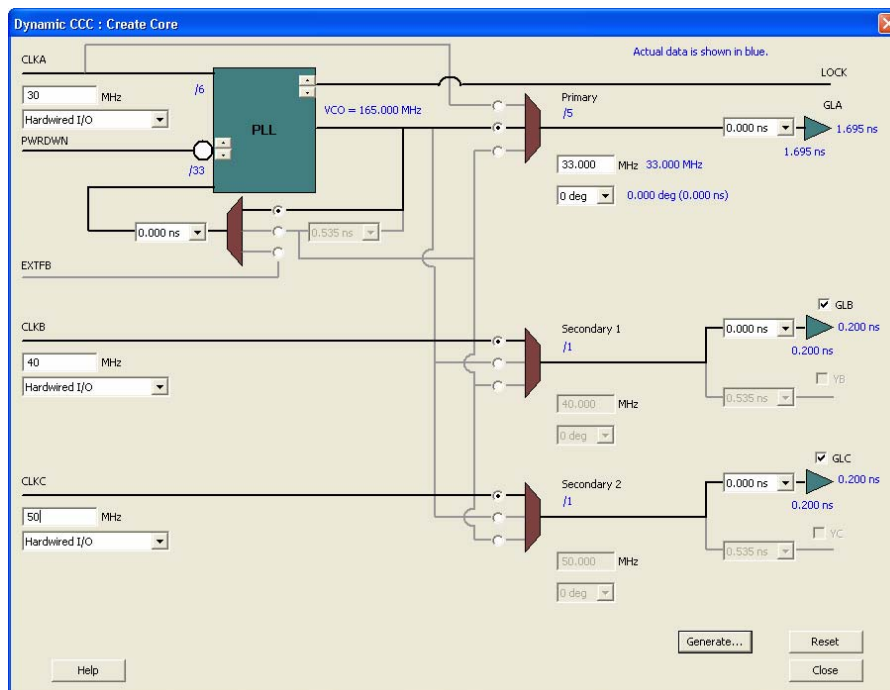 Dynamic CCC : Create Core
Actual data is shown in blue.
CLKA
LOCK
30 MHz
/6
Hardwired I/O
PLL
VCO = 165.000 MHz
Primary
/5
GLA
0.000 ns
1.695 ns
1.695 ns
PWRDWN
/33
33.000 MHz 33.000 MHz
0 deg 0.000 deg (0.000 ns)
0.000 ns
0.535 ns
EXTFB
GLB
CLKB
Secondary 1
/1
0.000 ns
0.200 ns
0.200 ns
40 MHz
Hardwired I/O
YB
40.000 MHz
0.535 ns
0 deg
GLC
CLKC
Secondary 2
/1
0.000 ns
0.200 ns
0.200 ns
50 MHz
Hardwired I/O
YC
50.000 MHz
0.535 ns
0 deg
Generate...
Reset
Help
Close